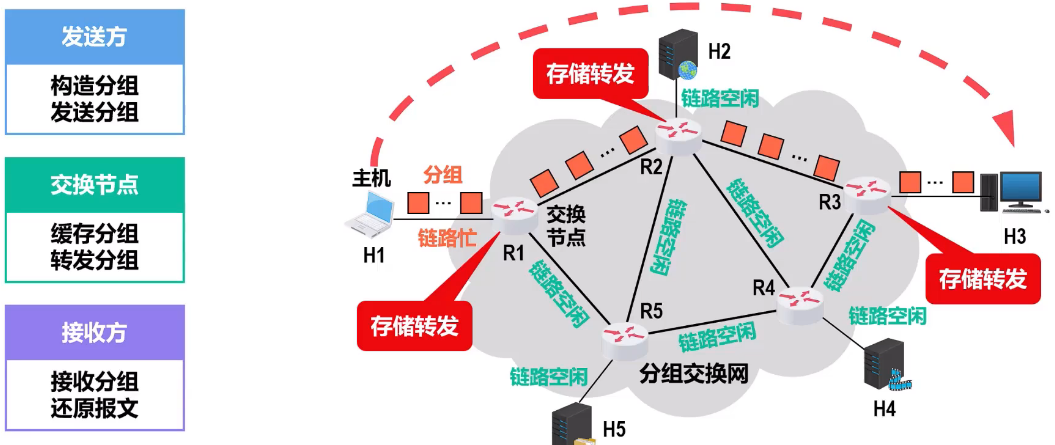 发送方
构造分组
发送分组
交换节点
缓存分组
转发分组
接收方
接收分组
还原报文
H2
存储转发
链路空闲
主机
分组
...
链路忙
H1
R1
交换
节点
存储转发
...
R2
...
R3
...
H3
存储转发
链路空闲
链路空闲
链路空闲
链路空闲
R4
R5
链路空闲
链路空闲
链路空闲
分组交换网
H4
H5